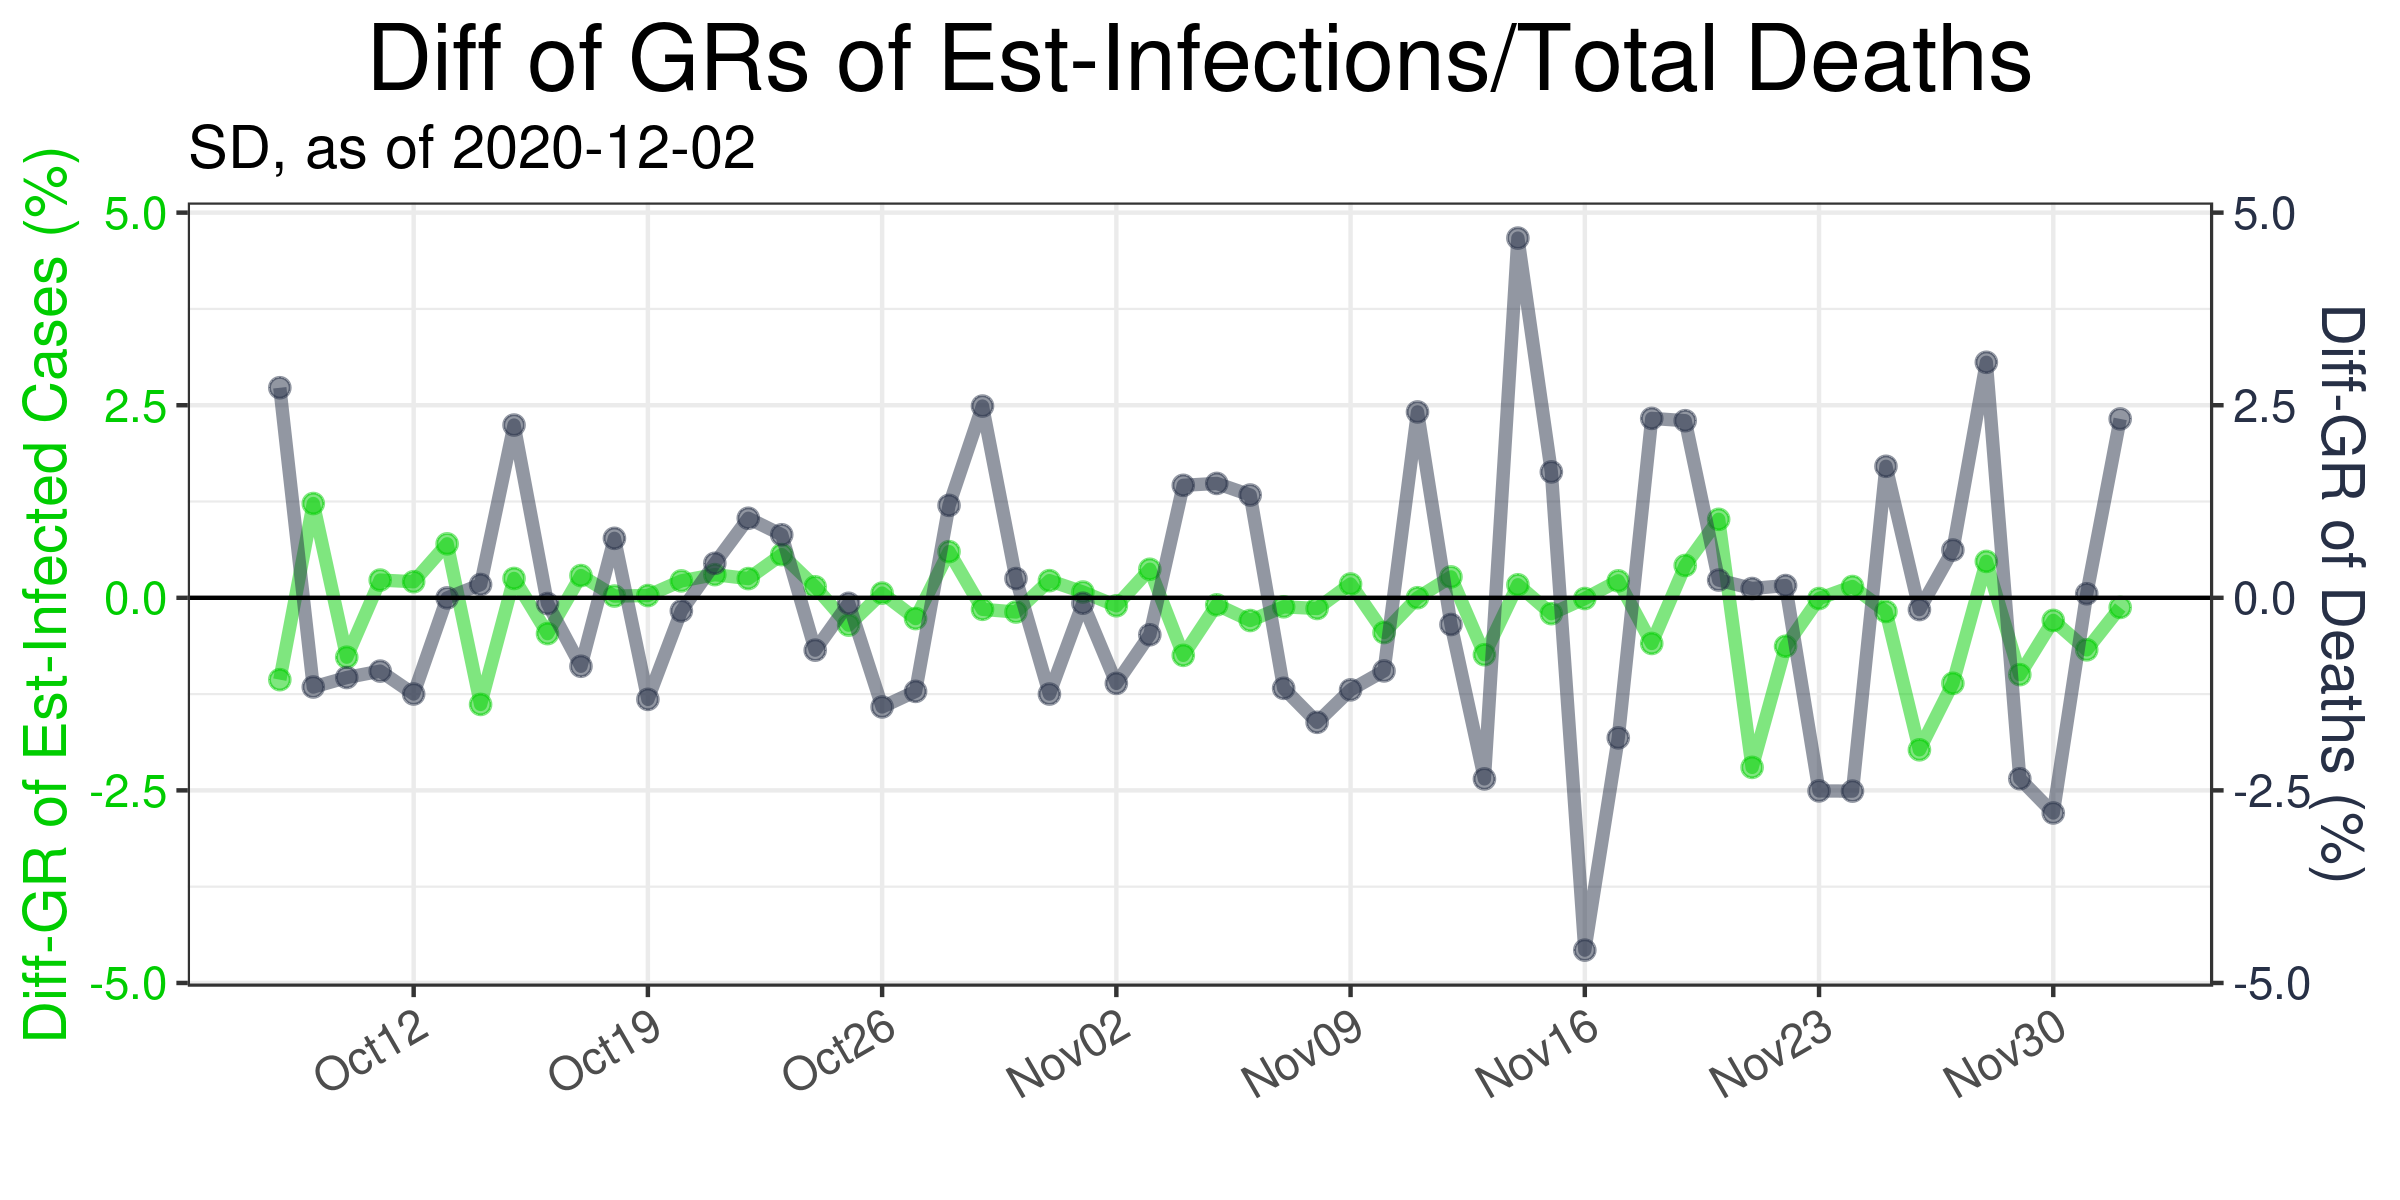 Diff of GRs of Est-Infections/Total Deaths
SD, as of 2020-12-02
Diff-GR of Est-Infected Cases (%)
5.0
2.5
0.0
-2.5
-5.0
5.0
2.5
0.0
-2.5
-5.0
Diff-GR of Deaths (%)
Oct12
Oct19
Oct26
Nov02
Nov09
Nov16
Nov23
Nov30